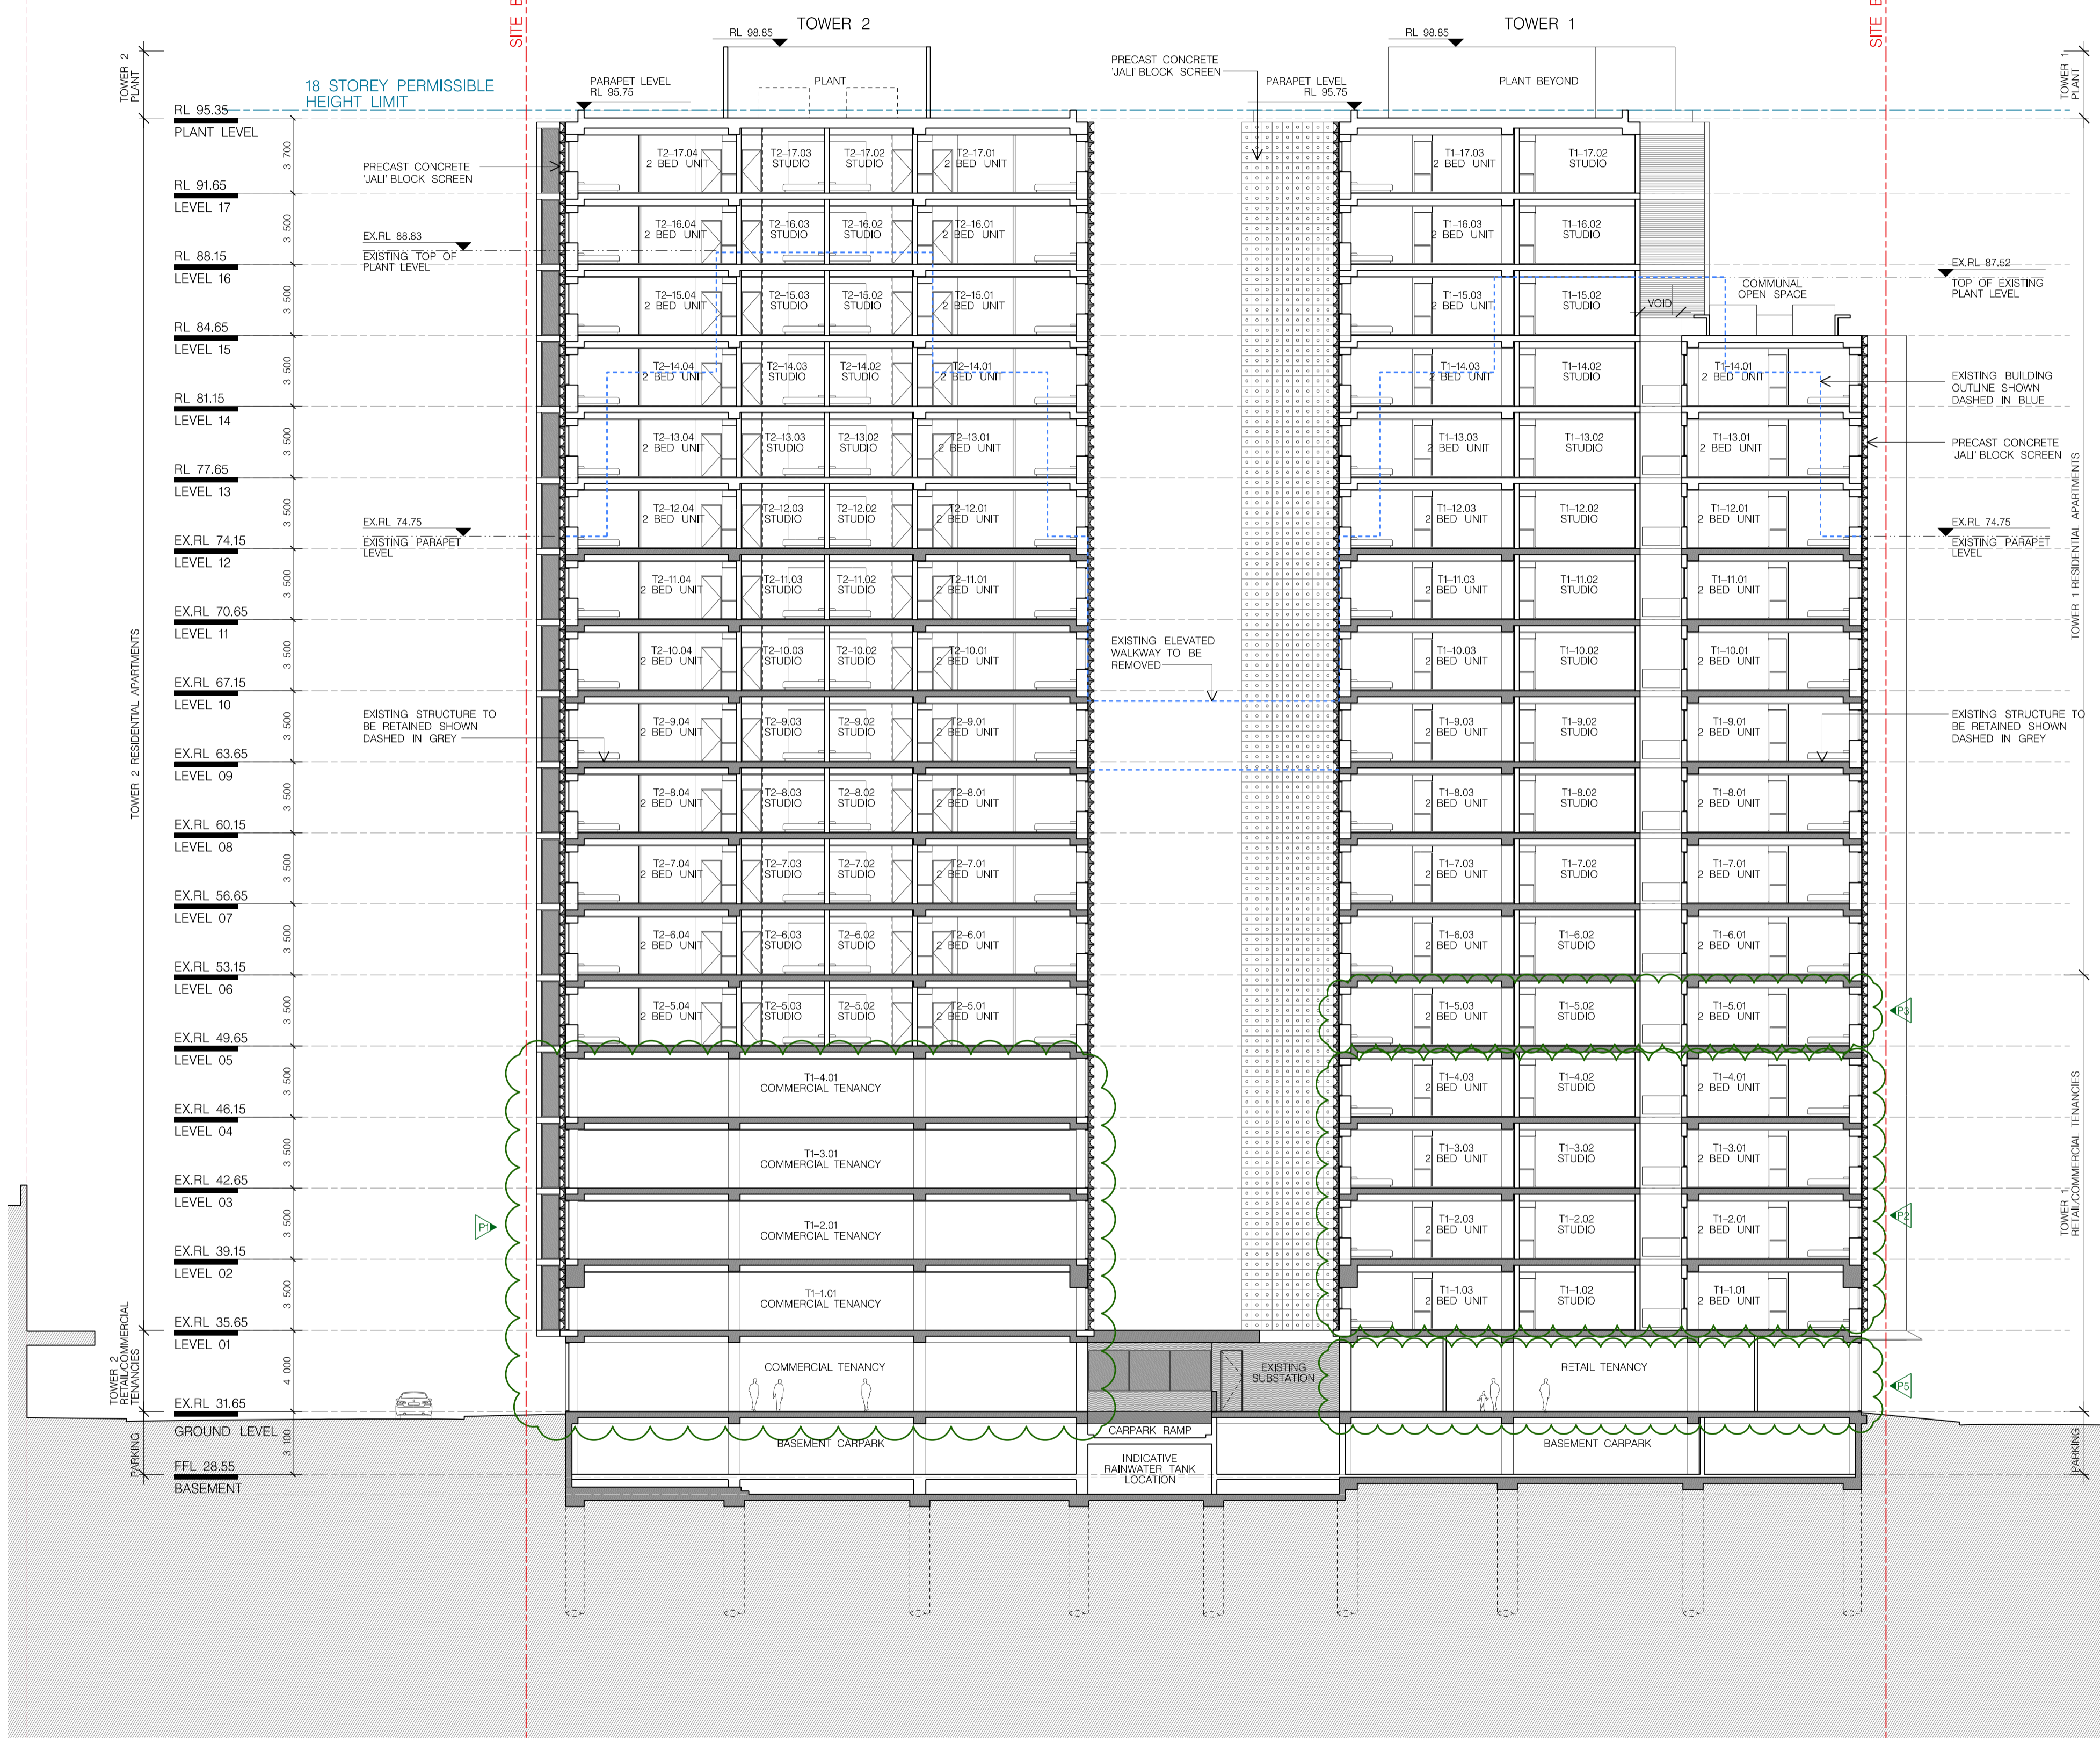 TOWER 2
TOWER 1
SITE B
SITE B
RL 98.85
RL 98.85
TOWER 2
PLANT
TOWER 1
PLANT
18 STOREY PERMISSIBLE
HEIGHT LIMIT
PARAPET LEVEL
RL 95.75
PLANT
PRECAST CONCRETE
'JALI' BLOCK SCREEN
PARAPET LEVEL
RL 95.75
PLANT BEYOND
RL 95.35
PLANT LEVEL
3 700
PRECAST CONCRETE
'JALI' BLOCK SCREEN
T2-17.04
2 BED UNIT
T2-17.03
STUDIO
T2-17.02
STUDIO
T2-17.01
2 BED UNIT
T1-17.03
2 BED UNIT
T1-17.02
STUDIO
RL 91.65
LEVEL 17
3 500
T2-16.04
2 BED UNIT
T2-16.03
STUDIO
T2-16.02
STUDIO
T2-16.01
2 BED UNIT
T1-16.03
2 BED UNIT
T1-16.02
STUDIO
EX.RL 88.83
EXISTING TOP OF
PLANT LEVEL
RL 88.15
LEVEL 16
3 500
EX.RL 87.52
TOP OF EXISTING
PLANT LEVEL
COMMUNAL
OPEN SPACE
VOID
T2-15.04
2 BED UNIT
T2-15.03
STUDIO
T2-15.02
STUDIO
T2-15.01
2 BED UNIT
T1-15.03
2 BED UNIT
T1-15.02
STUDIO
RL 84.65
LEVEL 15
3 500
T2-14.04
2 BED UNIT
T2-14.03
STUDIO
T2-14.02
STUDIO
T2-14.01
2 BED UNIT
T1-14.03
2 BED UNIT
T1-14.02
STUDIO
T1-14.01
2 BED UNIT
EXISTING BUILDING
OUTLINE SHOWN
DASHED IN BLUE
RL 81.15
LEVEL 14
3 500
T2-13.04
2 BED UNIT
T2-13.03
STUDIO
T2-13.02
STUDIO
T2-13.01
2 BED UNIT
T1-13.03
2 BED UNIT
T1-13.02
STUDIO
T1-13.01
2 BED UNIT
PRECAST CONCRETE
'JALI' BLOCK SCREEN
RL 77.65
LEVEL 13
3 500
T2-12.04
2 BED UNIT
T2-12.03
STUDIO
T2-12.02
STUDIO
T2-12.01
2 BED UNIT
T1-12.03
2 BED UNIT
T1-12.02
STUDIO
T1-12.01
2 BED UNIT
EX.RL 74.75
EXISTING PARAPET
LEVEL
EX.RL 74.75
EXISTING PARAPET
LEVEL
TOWER 1 RESIDENTIAL APARTMENTS
EX.RL 74.15
LEVEL 12
3 500
T2-11.04
2 BED UNIT
T2-11.03
STUDIO
T2-11.02
STUDIO
T2-11.01
2 BED UNIT
T1-11.03
2 BED UNIT
T1-11.02
STUDIO
T1-11.01
2 BED UNIT
EX.RL 70.65
LEVEL 11
3 500
T2-10.04
2 BED UNIT
T2-10.03
STUDIO
T2-10.02
STUDIO
T2-10.01
2 BED UNIT
EXISTING ELEVATED
WALKWAY TO BE
REMOVED
T1-10.03
2 BED UNIT
T1-10.02
STUDIO
T1-10.01
2 BED UNIT
TOWER 2 RESIDENTIAL APARTMENTS
EX.RL 67.15
LEVEL 10
3 500
EXISTING STRUCTURE TO
BE RETAINED SHOWN
DASHED IN GREY
T2-9.04
2 BED UNIT
T2-9.03
STUDIO
T2-9.02
STUDIO
T2-9.01
2 BED UNIT
T1-9.03
2 BED UNIT
T1-9.02
STUDIO
T1-9.01
2 BED UNIT
EXISTING STRUCTURE TO
BE RETAINED SHOWN
DASHED IN GREY
EX.RL 63.65
LEVEL 09
3 500
T2-8.04
2 BED UNIT
T2-8.03
STUDIO
T2-8.02
STUDIO
T2-8.01
2 BED UNIT
T1-8.03
2 BED UNIT
T1-8.02
STUDIO
T1-8.01
2 BED UNIT
EX.RL 60.15
LEVEL 08
3 500
T2-7.04
2 BED UNIT
T2-7.03
STUDIO
T2-7.02
STUDIO
T2-7.01
2 BED UNIT
T1-7.03
2 BED UNIT
T1-7.02
STUDIO
T1-7.01
2 BED UNIT
EX.RL 56.65
LEVEL 07
3 500
T2-6.04
2 BED UNIT
T2-6.03
STUDIO
T2-6.02
STUDIO
T2-6.01
2 BED UNIT
T1-6.03
2 BED UNIT
T1-6.02
STUDIO
T1-6.01
2 BED UNIT
EX.RL 53.15
LEVEL 06
3 500
T2-5.04
2 BED UNIT
T2-5.03
STUDIO
T2-5.02
STUDIO
T2-5.01
2 BED UNIT
T1-5.03
2 BED UNIT
T1-5.02
STUDIO
T1-5.01
2 BED UNIT
P3
EX.RL 49.65
LEVEL 05
3 500
T1-4.01
COMMERCIAL TENANCY
T1-4.03
2 BED UNIT
T1-4.02
STUDIO
T1-4.01
2 BED UNIT
EX.RL 46.15
LEVEL 04
3 500
T1-3.01
COMMERCIAL TENANCY
T1-3.03
2 BED UNIT
T1-3.02
STUDIO
T1-3.01
2 BED UNIT
TOWER 1
RETAIL/COMMERCIAL TENANCIES
EX.RL 42.65
LEVEL 03
3 500
P1
T1-2.01
COMMERCIAL TENANCY
T1-2.03
2 BED UNIT
T1-2.02
STUDIO
T1-2.01
2 BED UNIT
P2
EX.RL 39.15
LEVEL 02
3 500
T1-1.01
COMMERCIAL TENANCY
T1-1.03
2 BED UNIT
T1-1.02
STUDIO
T1-1.01
2 BED UNIT
EX.RL 35.65
LEVEL 01
4 000
TOWER 2
RETAIL/COMMERCIAL
TENANCIES
COMMERCIAL TENANCY
EXISTING
SUBSTATION
RETAIL TENANCY
P5
EX.RL 31.65
GROUND LEVEL
3 100
PARKING
BASEMENT CARPARK
CARPARK RAMP
BASEMENT CARPARK
PARKING
INDICATIVE
RAINWATER TANK
LOCATION
FFL 28.55
BASEMENT